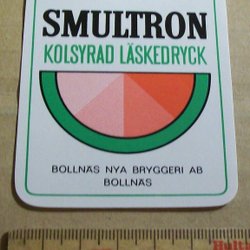 SMULTRON
KOLSYRAD LÄSKEDRYCK
BOLLNÄS NYA BRYGGERI AB
BOLLNÄS